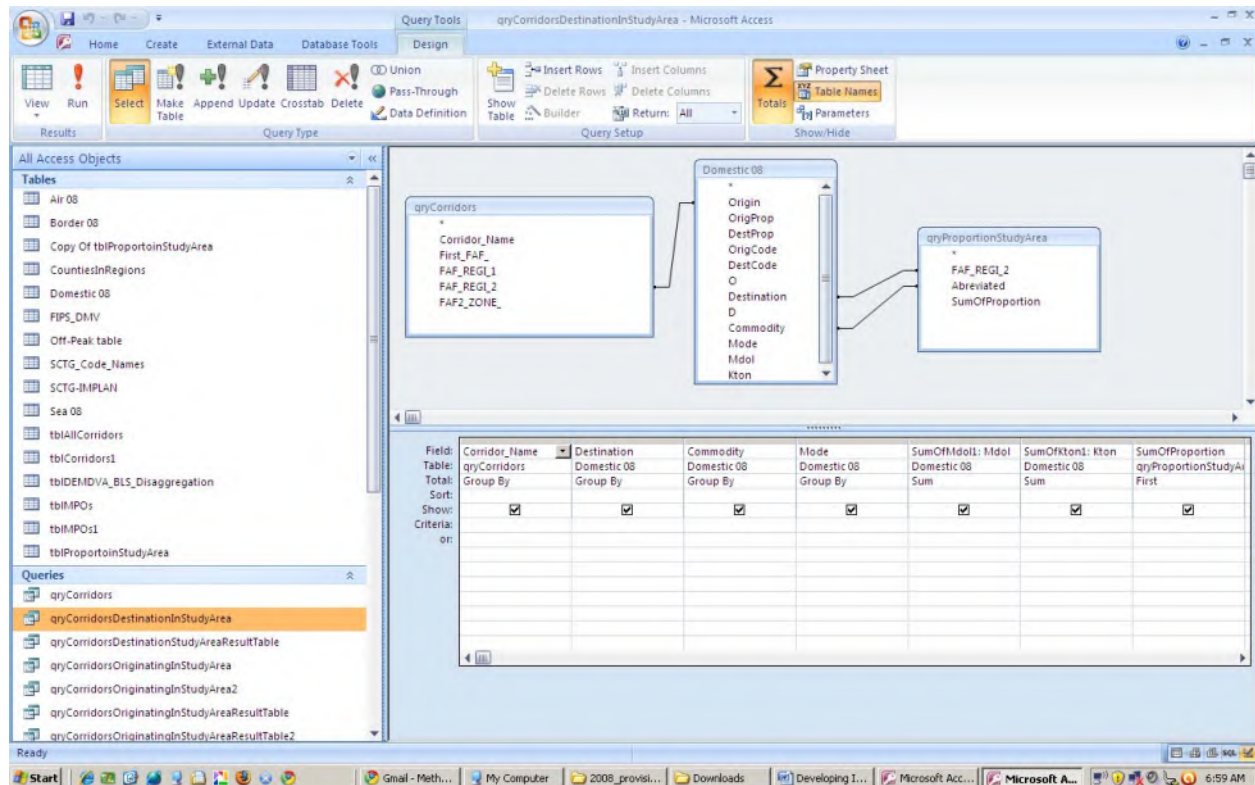 Query Tools qryCorridorsDestinationInStudyArea - Microsoft Access
Home Create External Data Database Tools Design
View Run Select Make Table Append Update Crosstab Delete
Union
Pass-Through
Data Definition
Show Table
Insert Rows Insert Columns
Delete Rows Delete Columns
Builder Return: All
Totals
Property Sheet
Table Names
Parameters
Results Query Type Query Setup Show/Hide
All Access Objects
Tables
Air 08
Border 08
Copy Of tblProportoinStudyArea
CountiesInRegions
Domestic 08
FIPS_DMV
Off-Peak table
SCTG_Code_Names
SCTG-IMPLAN
Sea 08
tblAllCorridors
tblCorridors1
tblDEMDVA_BLS_Disaggregation
tblMPOs
tblMPOs1
tblProportoinStudyArea
Queries
qryCorridors
qryCorridorsDestinationInStudyArea
qryCorridorsDestinationStudyAreaResultTable
qryCorridorsOriginatingInStudyArea
qryCorridorsOriginatingInStudyArea2
qryCorridorsOriginatingInStudyAreaResultTable
qryCorridorsOriginatingInStudyAreaResultTable2
qryCorridors
*
Corridor_Name
First_FAF_
FAF_REGI_1
FAF_REGI_2
FAF2_ZONE_
Domestic 08
*
Origin
OrigProp
DestProp
OrigCode
DestCode
O
Destination
D
Commodity
Mode
Mdol
Kton
qryProportionStudyArea
*
FAF_REGI_2
Abreviated
SumOfProportion
Field: Corridor_Name Destination Commodity Mode SumOfMdol1: Mdol SumOfKton1: Kton SumOfProportion
Table: qryCorridors Domestic 08 Domestic 08 Domestic 08 Domestic 08 Domestic 08 qryProportionStudyAr
Total: Group By Group By Group By Group By Sum Sum First
Sort:
Show:
Criteria:
or:
Ready
SQL
Start Gmail - Meth... My Computer 2008_provisi... Downloads Developing I... Microsoft Acc... Microsoft A... 6:59 AM